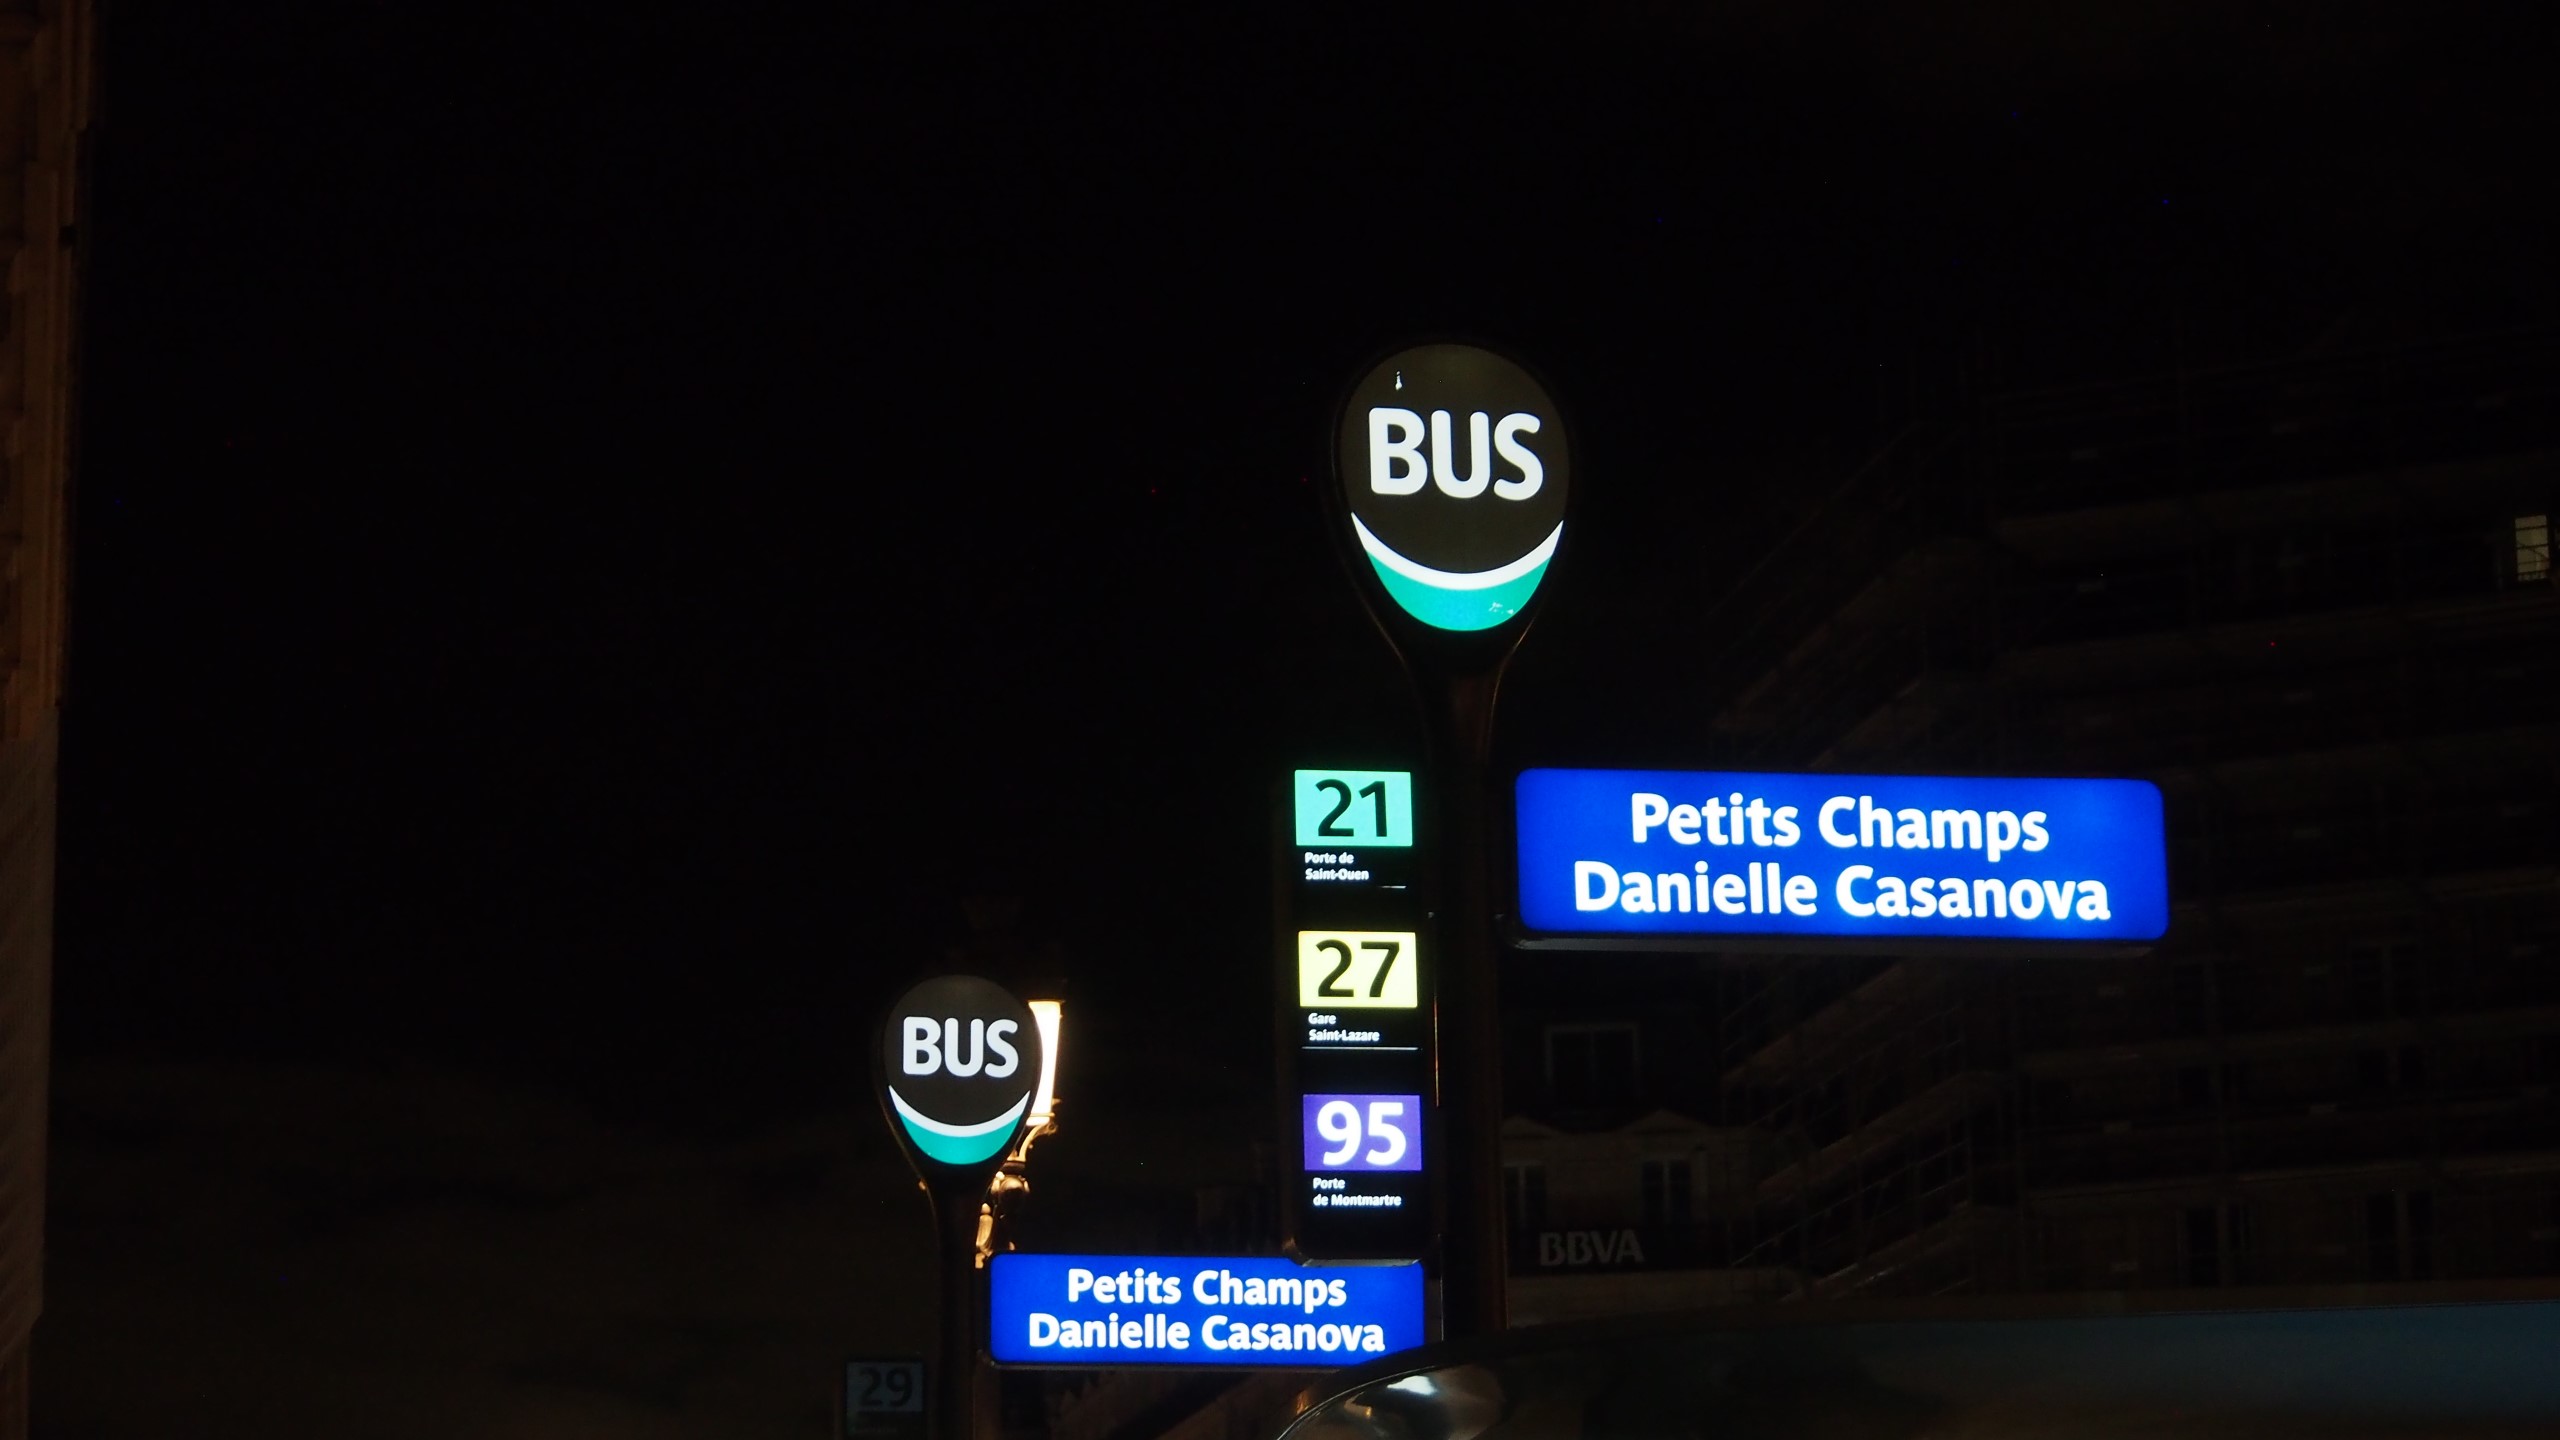 BUS
21
Porte de
Saint-Ouen
27
Gare
Saint-Lazare
95
Porte
de Montmartre
Petits Champs
Danielle Casanova
BBVA
BUS
Petits Champs
Danielle Casanova
29